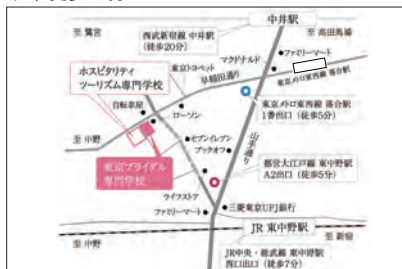 中井駅
至 鷺宮
至 高田馬場
西武新宿線 中井駅
(徒歩20分)
ファミリーマート
マクドナルド
東京トヨペット
早稲田通り
東京メトロ東西線 落合駅
ホスピタリティ
ツーリズム専門学校
自転車屋
ローソン
東京メトロ東西線 落合駅
1番出口(徒歩5分)
至 中野
セブンイレブン
ブックオフ
山手通り
東京ブライダル
専門学校
都営大江戸線 東中野駅
A2出口(徒歩5分)
ライフストア
ファミリーマート
三菱東京UFJ銀行
JR 東中野駅
至 中野
至 新宿
JR中央・総武線 東中野駅
西口出口(徒歩7分)